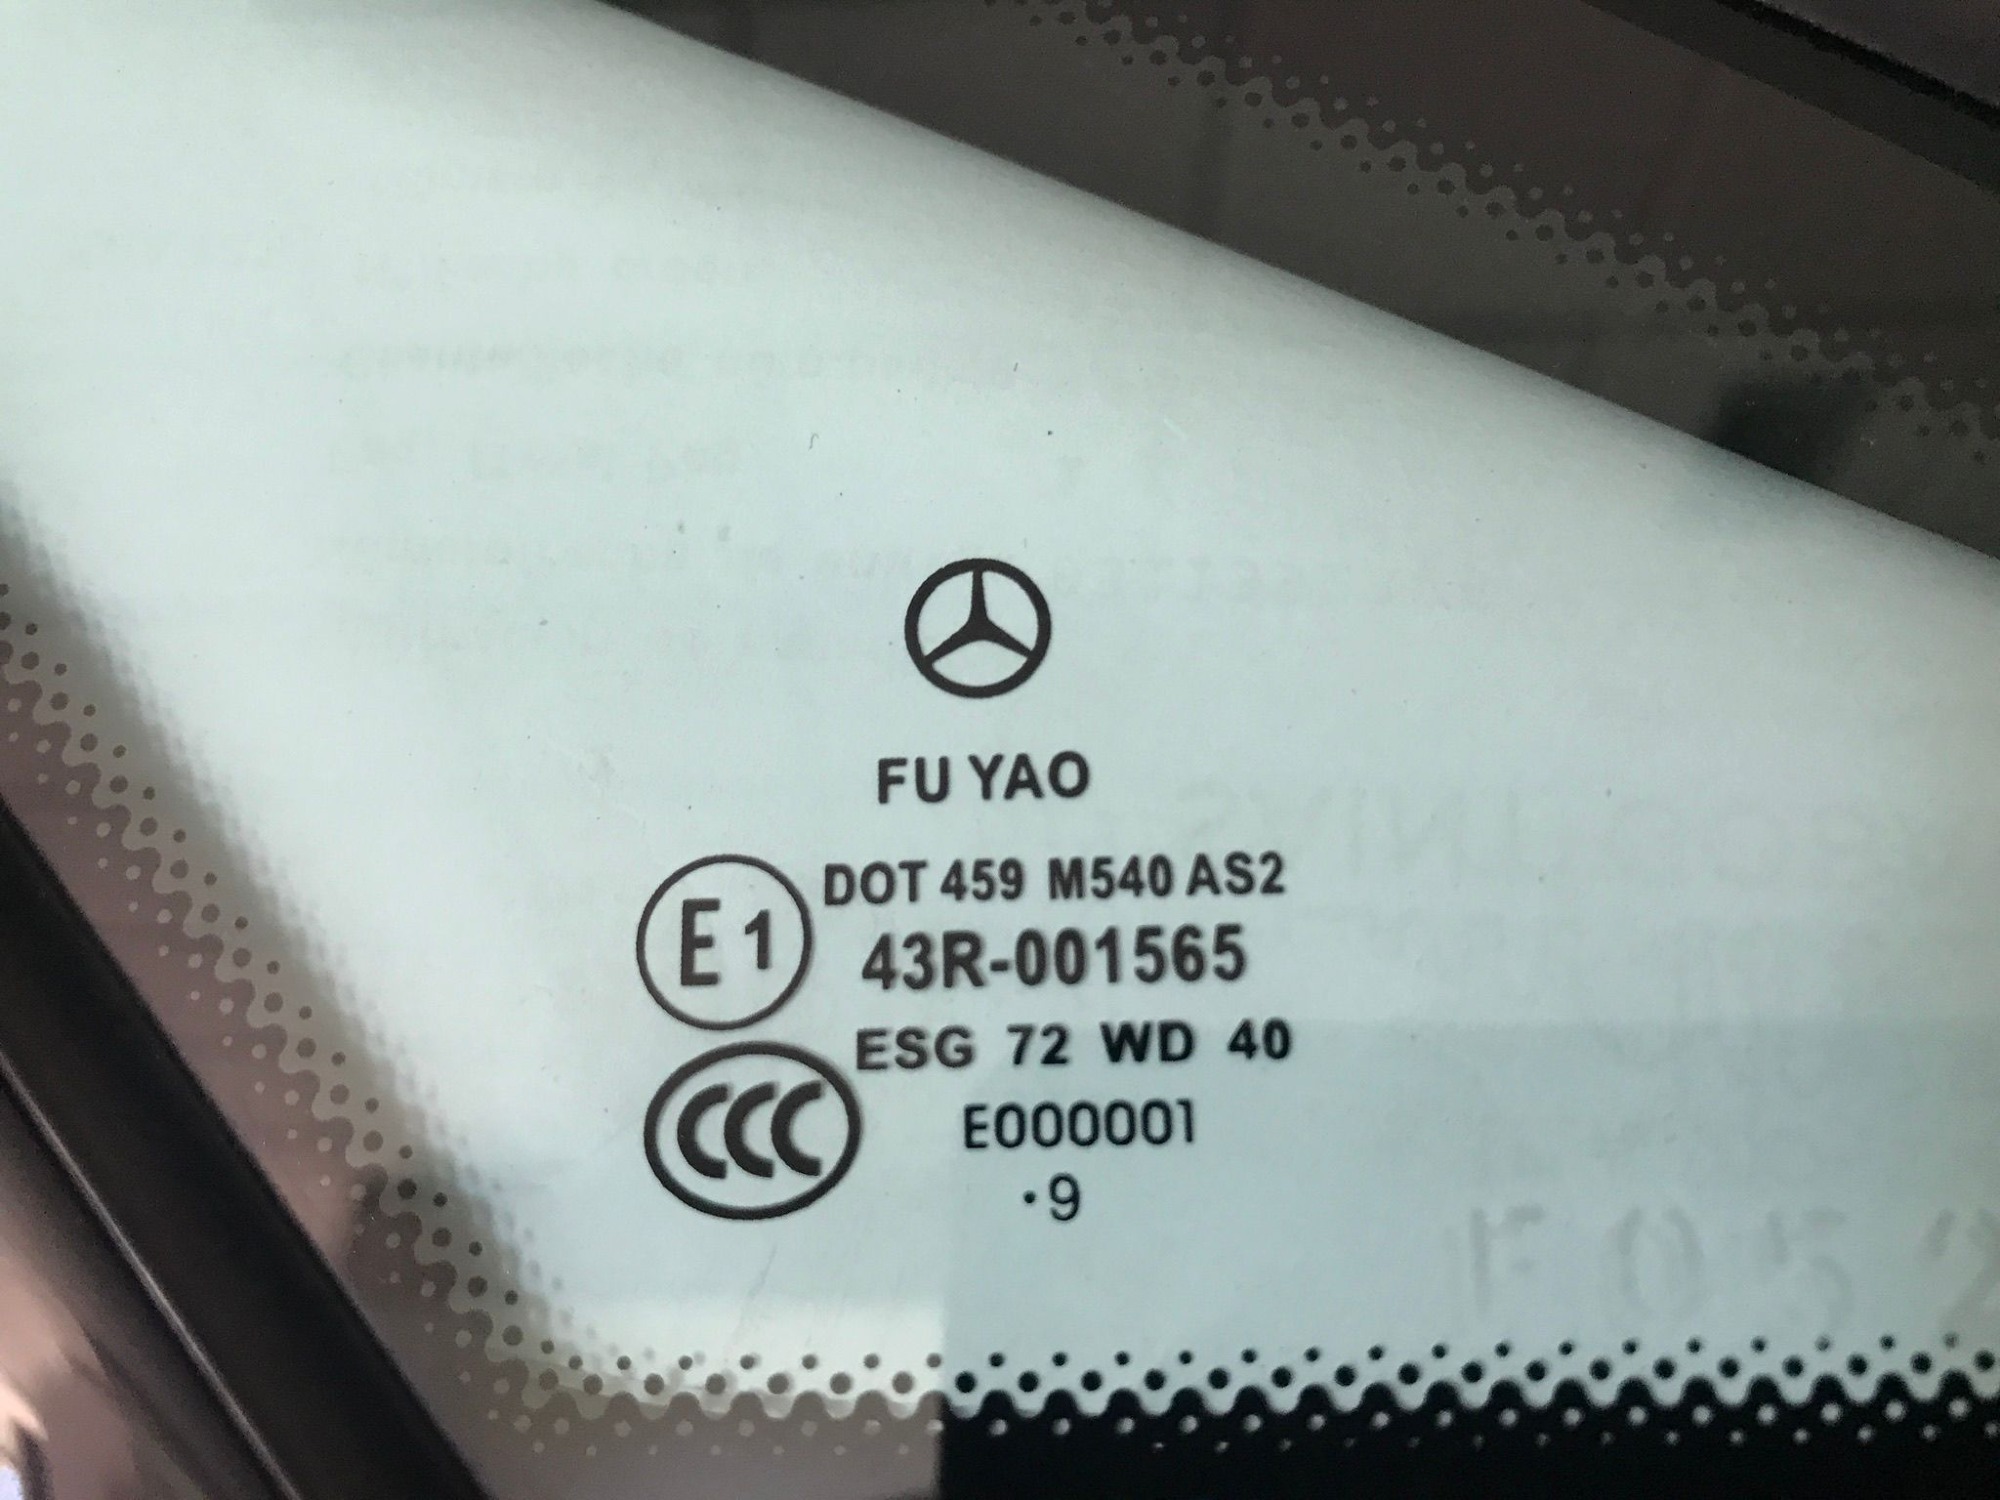 FU YAO
DOT 459 M540 AS2
E1
43R-001565
ESG 72 WD 40
CCC
E000001
·9